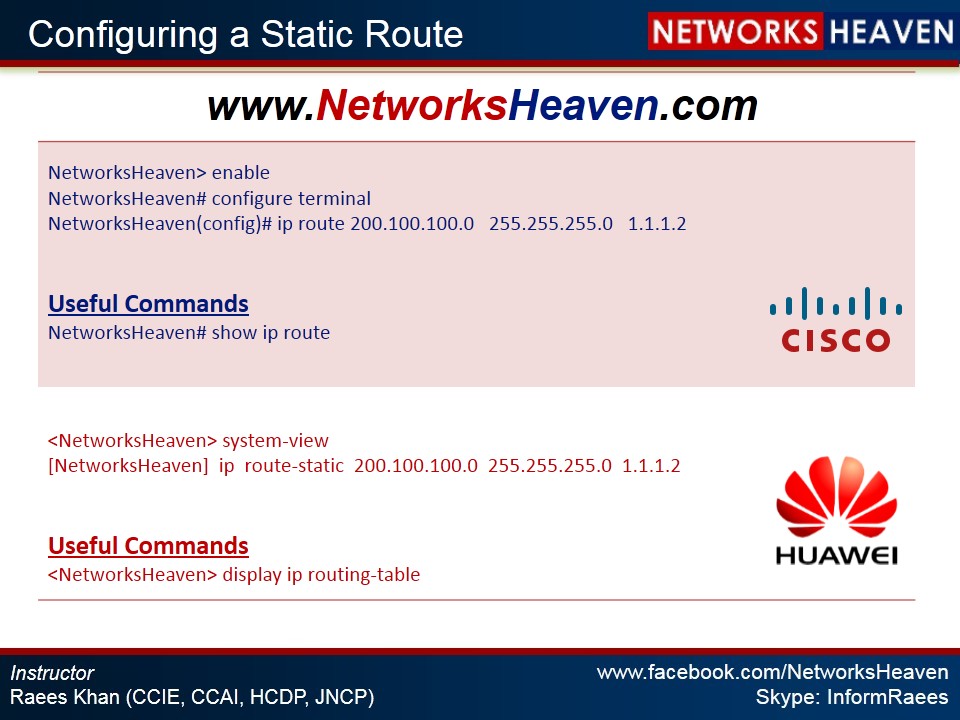 Configuring a Static Route
NETWORKS HEAVEN
www.NetworksHeaven.com
NetworksHeaven> enable
NetworksHeaven# configure terminal
NetworksHeaven(config)# ip route 200.100.100.0 255.255.255.0 1.1.1.2
Useful Commands
NetworksHeaven# show ip route
CISCO
<NetworksHeaven> system-view
[NetworksHeaven] ip route-static 200.100.100.0 255.255.255.0 1.1.1.2
HUAWEI
Useful Commands
<NetworksHeaven> display ip routing-table
Instructor
Raees Khan (CCIE, CCAI, HCDP, JNCP)
www.facebook.com/NetworksHeaven
Skype: InformRaees